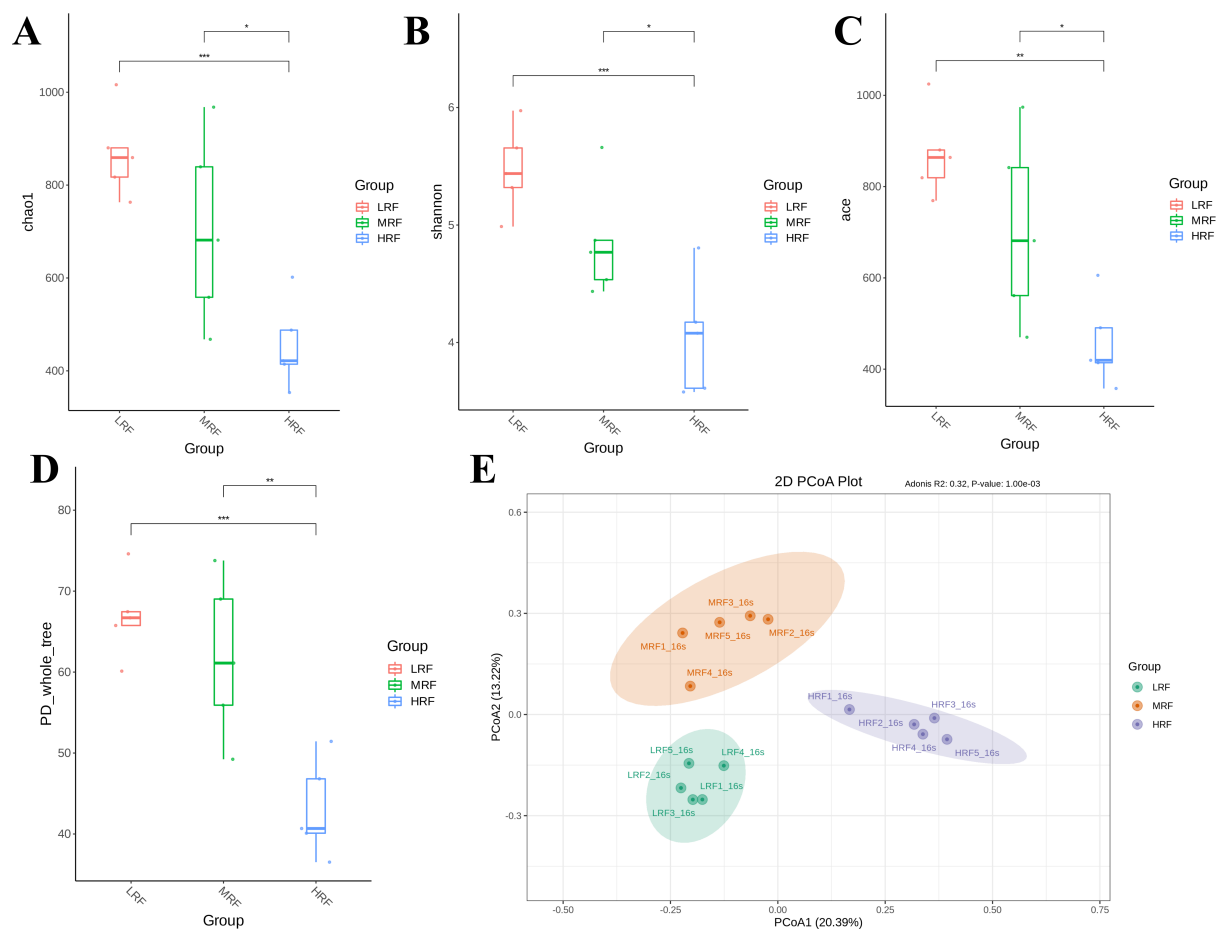 A
chao1
1000
800
600
400
*
***
LRF
MRF
HRF
Group
Group
LRF
MRF
HRF
B
shannon
6
5
4
*
***
LRF
MRF
HRF
Group
Group
LRF
MRF
HRF
C
ace
1000
800
600
400
*
**
LRF
MRF
HRF
Group
Group
LRF
MRF
HRF
D
PD_whole_tree
80
70
60
50
40
**
***
LRF
MRF
HRF
Group
Group
LRF
MRF
HRF
E
2D PCoA Plot
Adonis R2: 0.32, P-value: 1.00e-03
PCoA2 (13.22%)
0.6
0.3
0.0
-0.3
MRF3_16s
MRF5_16s
MRF2_16s
MRF1_16s
MRF4_16s
HRF1_16s
HRF3_16s
HRF2_16s
HRF4_16s
HRF5_16s
LRF5_16s
LRF4_16s
LRF2_16s
LRF1_16s
LRF3_16s
-0.50
-0.25
0.00
0.25
0.50
0.75
PCoA1 (20.39%)
Group
LRF
MRF
HRF